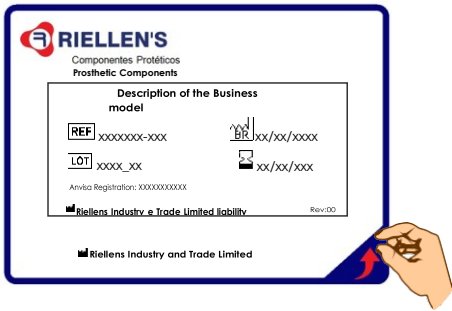 RIELLEN'S
Componentes Protéticos
Prosthetic Components
Description of the Business
model
REF xxxxxxx-xxx
BR xx/xx/xxxx
LOT xxxx_xx
xx/xx/xxx
Anvisa Registration: XXXXXXXXXXX
Riellens Industry e Trade Limited liability
Rev:00
Riellens Industry and Trade Limited